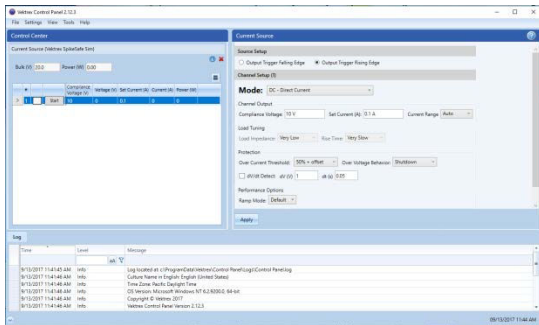 Vektrex Control Panel 2.12.3
File Settings View Tools Help
Control Center
Current Source (Vektrex SpikeSafe Sim)
Bulk (V) 20.0 Power (W) 0.00
Compliance Voltage (V) Voltage (V) Set Current (A) Current (A) Power (W)
1 Start 10 0 0.1 0 0
Current Source
Source Setup
Output Trigger Falling Edge Output Trigger Rising Edge
Channel Setup (1)
Mode: DC - Direct Current
Channel Output
Compliance Voltage: 10 V Set Current (A): 0.1 A Current Range: Auto
Load Tuning
Load Impedance: Very Low Rise Time: Very Slow
Protection
Over Current Threshold: 50% + offset Over Voltage Behavior: Shutdown
dV/dt Detect: dV (V) 1 dt (s) 0.05
Performance Options
Ramp Mode: Default
Apply
Log
Time Level Message
aA
9/13/2017 11:41:45 AM Info Log located at: c:\ProgramData\Vektrex\Control Panel\Logs\Control Panel.log
9/13/2017 11:41:46 AM Info Culture Name in English: English (United States)
9/13/2017 11:41:46 AM Info Time Zone: Pacific Daylight Time
9/13/2017 11:41:46 AM Info OS Version: Microsoft Windows NT 6.2.9200.0, 64-bit
9/13/2017 11:41:46 AM Info Copyright © Vektrex 2017
9/13/2017 11:41:46 AM Info Vektrex Control Panel Version 2.12.3
09/13/2017 11:44 AM